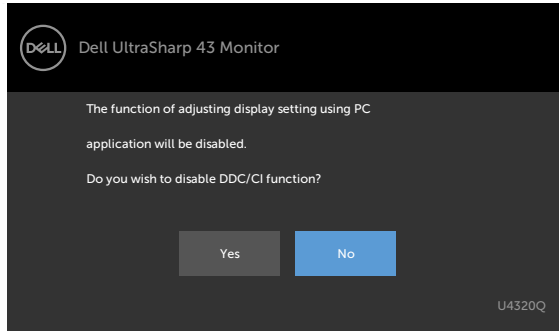 DELL
Dell UltraSharp 43 Monitor
The function of adjusting display setting using PC
application will be disabled.
Do you wish to disable DDC/CI function?
Yes
No
U4320Q